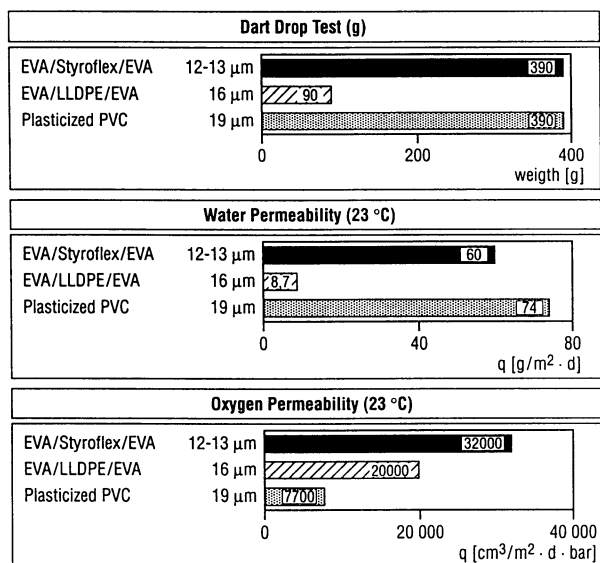 Dart Drop Test (g)
EVA/Styroflex/EVA 12-13 µm 390
EVA/LLDPE/EVA 16 µm 90
Plasticized PVC 19 µm 390
0 200 400
weigth [g]
Water Permeability (23 °C)
EVA/Styroflex/EVA 12-13 µm 60
EVA/LLDPE/EVA 16 µm 8,7
Plasticized PVC 19 µm 74
0 40 80
q [g/m² · d]
Oxygen Permeability (23 °C)
EVA/Styroflex/EVA 12-13 µm 32000
EVA/LLDPE/EVA 16 µm 20000
Plasticized PVC 19 µm 7700
0 20 000 40 000
q [cm³/m² · d · bar]